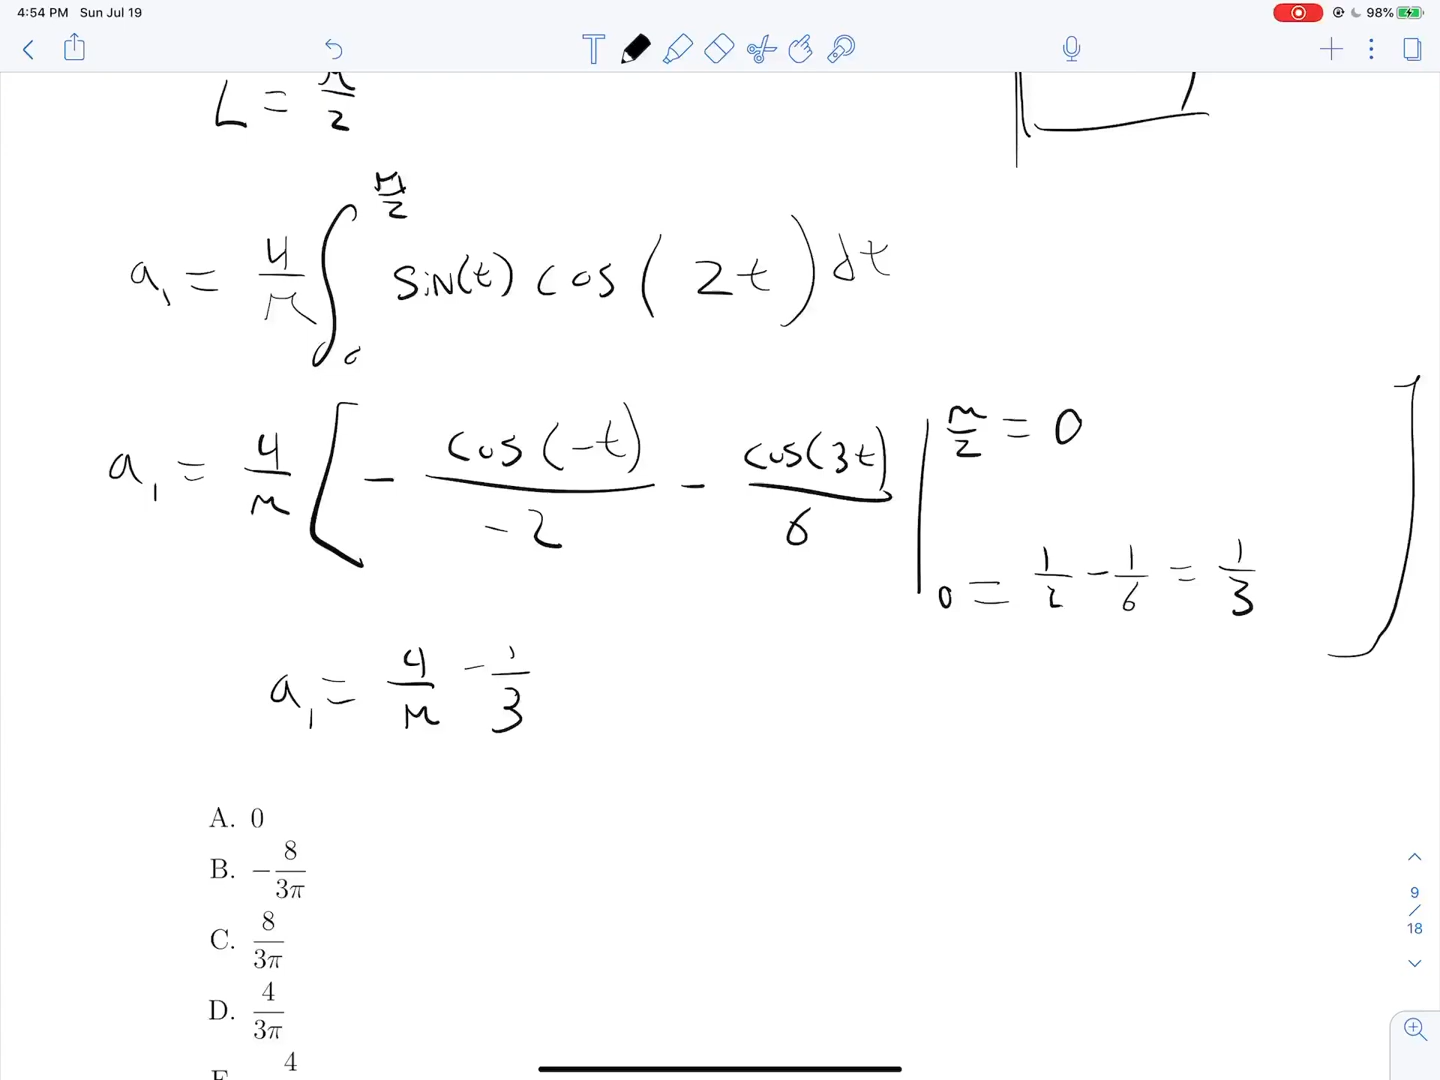 4:54 PM Sun Jul 19
98%
L = π/2
a₁ = 4/π ∫₀^(π/2) sin(t) cos(2t) dt
a₁ = 4/π [ - cos(-t)/-2 - cos(3t)/6 | π/2 = 0
0 = 1/2 - 1/6 = 1/3 ]
a₁ = 4/π - 1/3
A. 0
B. -8/3π
C. 8/3π
D. 4/3π
4
9
/
18